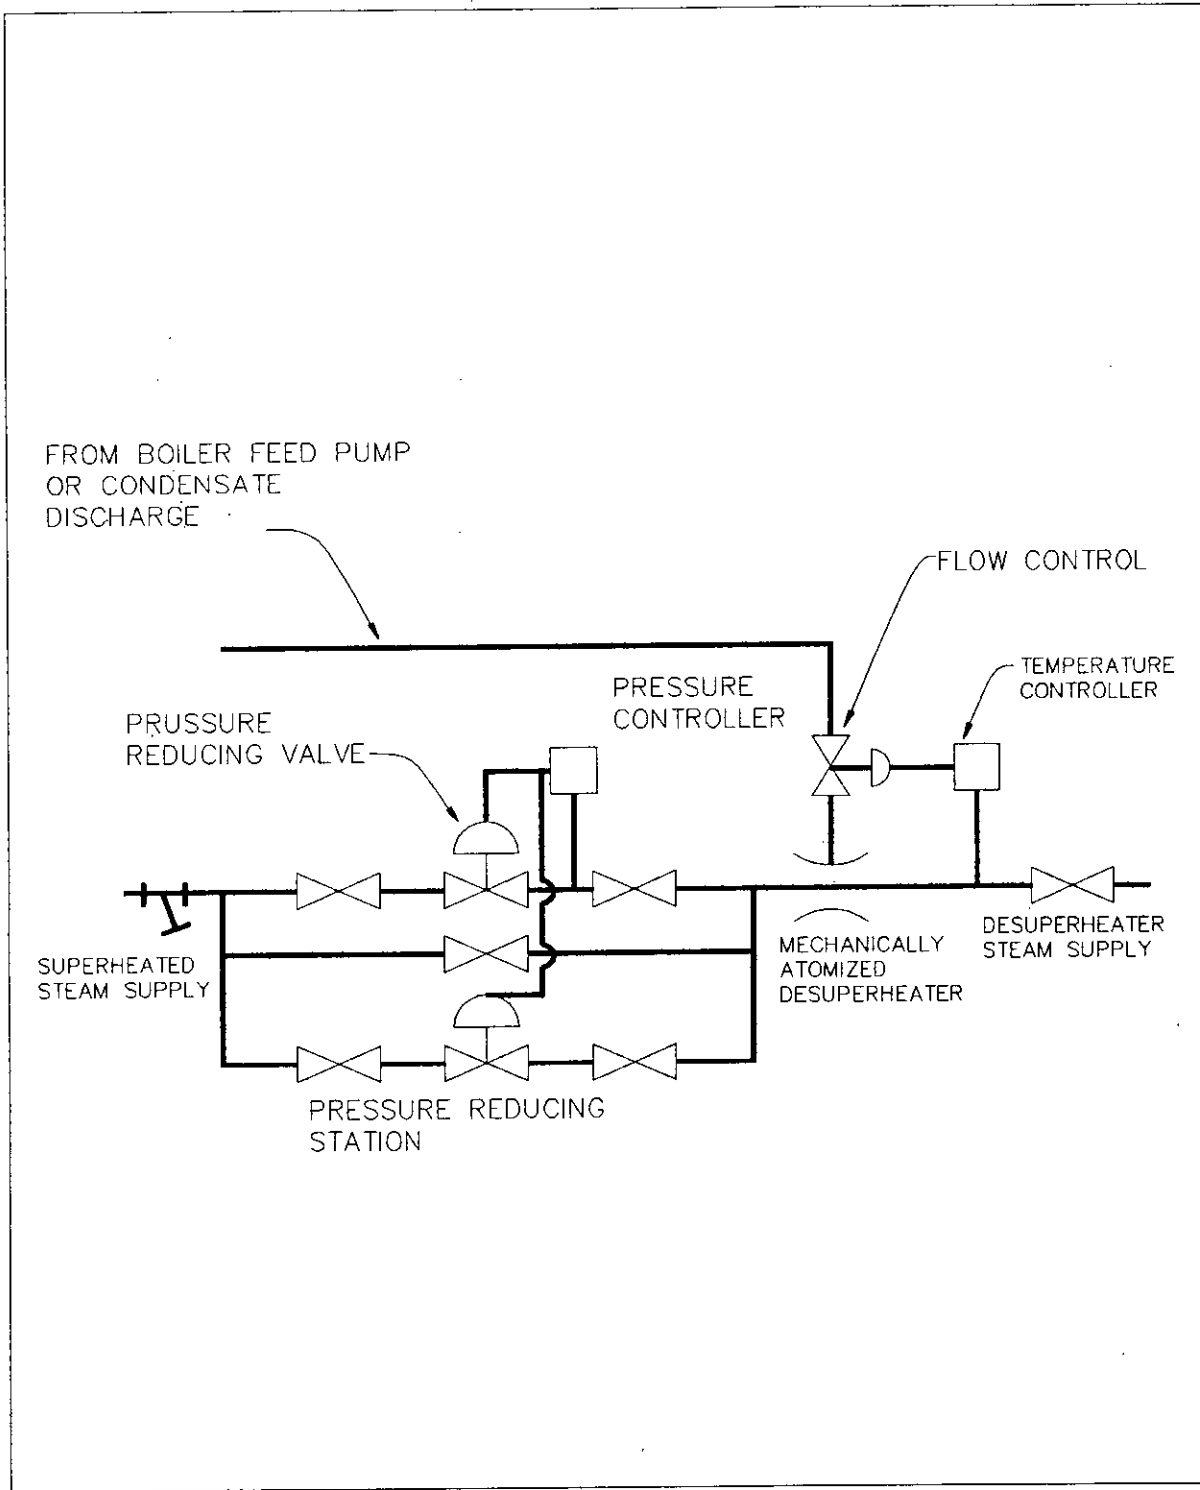 FROM BOILER FEED PUMP
OR CONDENSATE
DISCHARGE
FLOW CONTROL
TEMPERATURE
CONTROLLER
PRESSURE
CONTROLLER
PRUSSURE
REDUCING VALVE
SUPERHEATED
STEAM SUPPLY
MECHANICALLY
ATOMIZED
DESUPERHEATER
DESUPERHEATER
STEAM SUPPLY
PRESSURE REDUCING
STATION